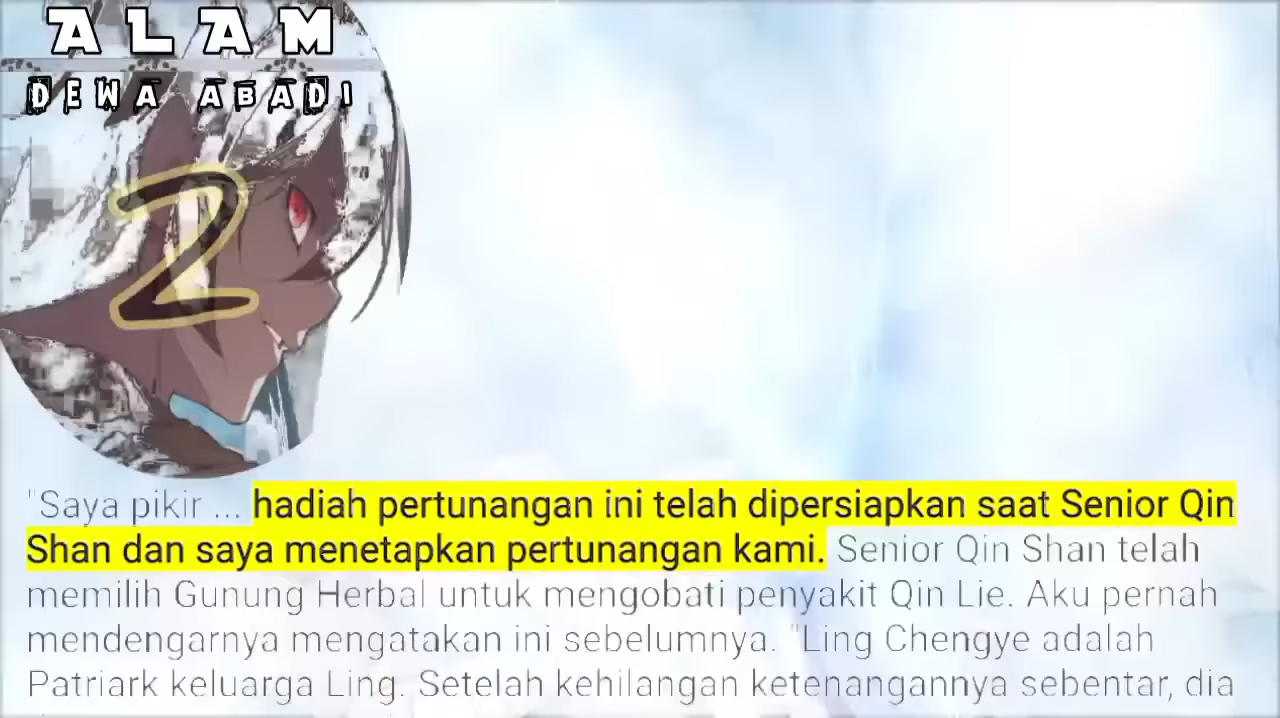 ALAM
DEWA ABADI
2
"Saya pikir ... hadiah pertunangan ini telah dipersiapkan saat Senior Qin
Shan dan saya menetapkan pertunangan kami. Senior Qin Shan telah
memilih Gunung Herbal untuk mengobati penyakit Qin Lie. Aku pernah
mendengarnya mengatakan ini sebelumnya. "Ling Chengye adalah
Patriark keluarga Ling. Setelah kehilangan ketenangannya sebentar, dia